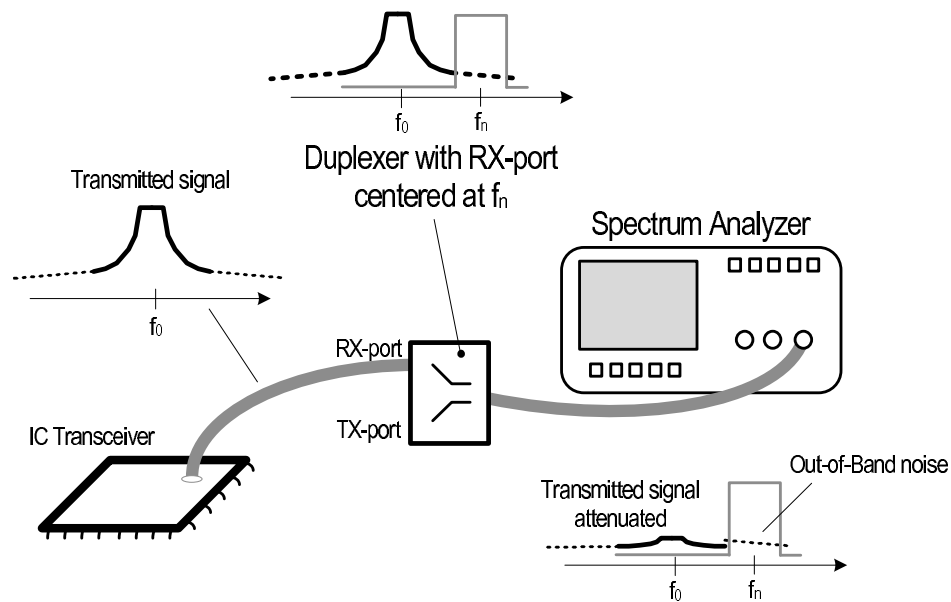 f0
fn
Duplexer with RX-port
centered at fn
Transmitted signal
f0
Spectrum Analyzer
RX-port
TX-port
IC Transceiver
Out-of-Band noise
Transmitted signal
attenuated
f0
fn